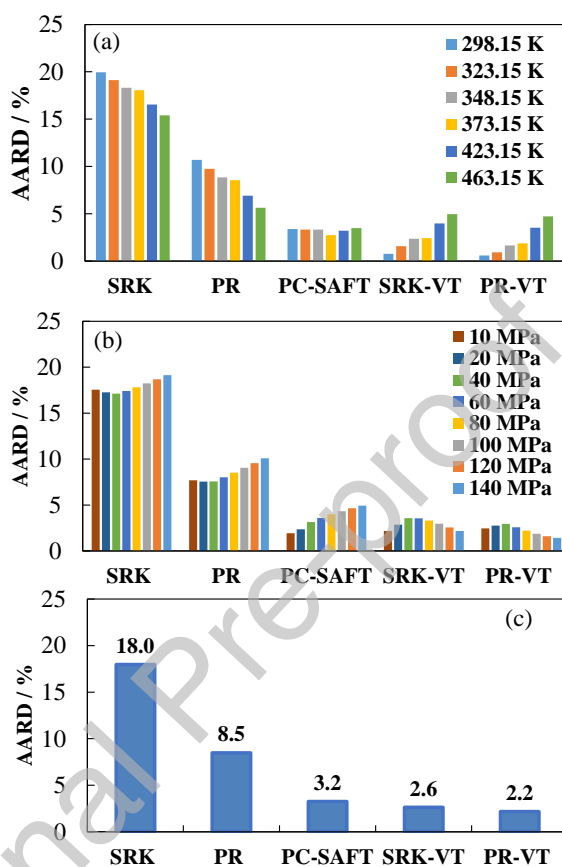 (a)
298.15 K
323.15 K
348.15 K
373.15 K
423.15 K
463.15 K
AARD / %
25
20
15
10
5
0
SRK PR PC-SAFT SRK-VT PR-VT
(b)
10 MPa
20 MPa
40 MPa
60 MPa
80 MPa
100 MPa
120 MPa
140 MPa
AARD / %
25
20
15
10
5
0
SRK PR PC-SAFT SRK-VT PR-VT
(c)
AARD / %
25
20
15
10
5
0
18.0
8.5
3.2
2.6
2.2
SRK PR PC-SAFT SRK-VT PR-VT
nal Pre-proof